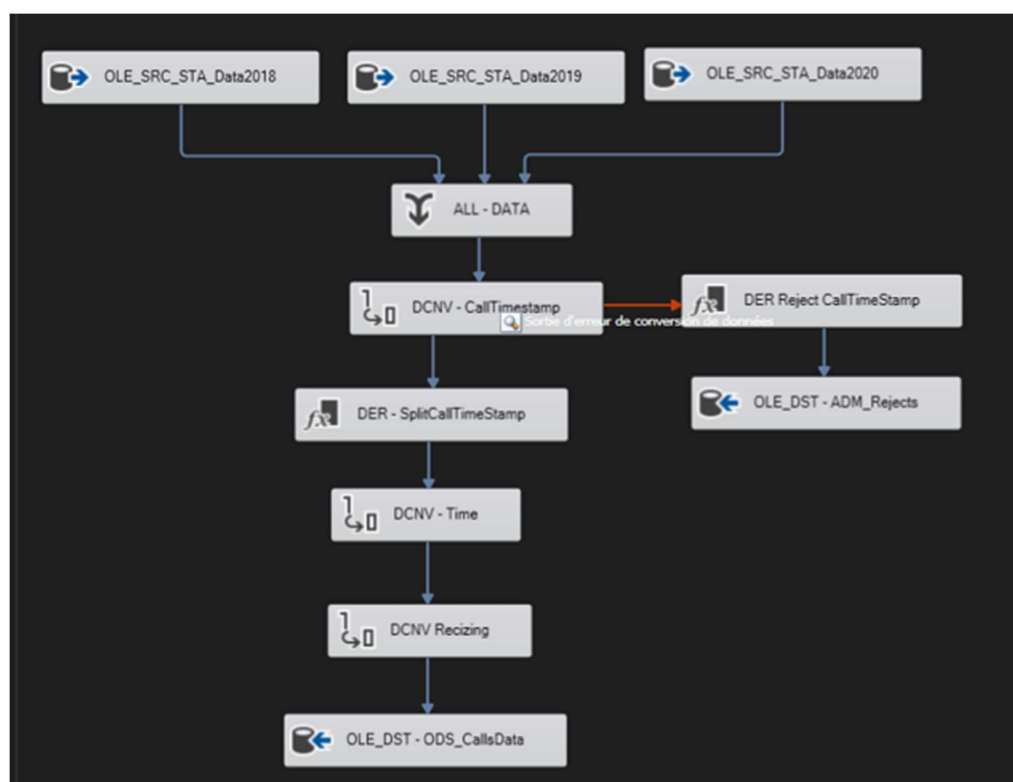 OLE_SRC_STA_Data2018
OLE_SRC_STA_Data2019
OLE_SRC_STA_Data2020
ALL - DATA
DCNV - CallTimestamp
DER Reject CallTimeStamp
Sortie d'erreur de conversion de données
OLE_DST - ADM_Rejects
DER - SplitCallTimeStamp
DCNV - Time
DCNV Recizing
OLE_DST - ODS_CallsData